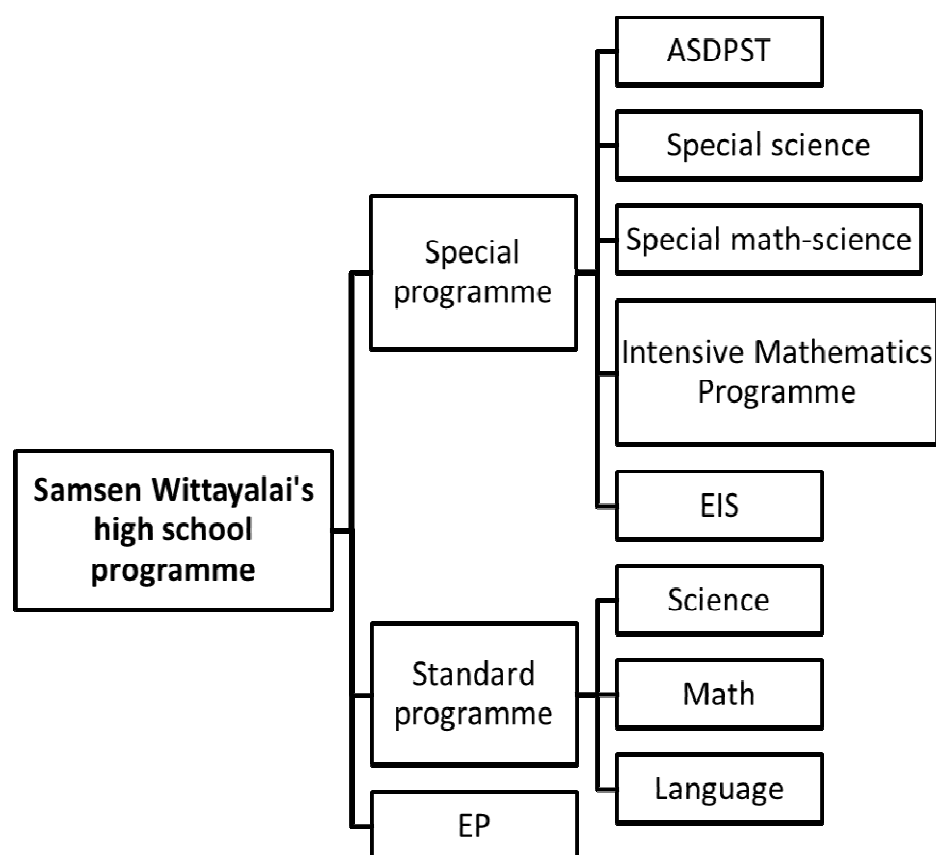 Samsen Wittayalai's
high school
programme
Special
programme
ASDPST
Special science
Special math-science
Intensive Mathematics
Programme
EIS
Standard
programme
Science
Math
Language
EP